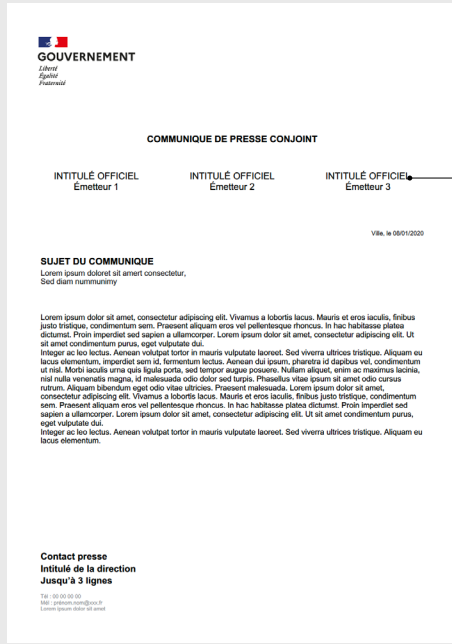 GOUVERNEMENT
Liberté
Égalité
Fraternité
COMMUNIQUE DE PRESSE CONJOINT
INTITULÉ OFFICIEL INTITULÉ OFFICIEL INTITULÉ OFFICIEL
Émetteur 1 Émetteur 2 Émetteur 3
Ville, le 08/01/2020
SUJET DU COMMUNIQUE
Lorem ipsum doloret sit amert consectetur,
Sed diam nummunimy
Lorem ipsum dolor sit amet, consectetur adipiscing elit. Vivamus a lobortis lacus. Mauris et eros iaculis, finibus
justo tristique, condimentum sem. Praesent aliquam eros vel pellentesque rhoncus. In hac habitasse platea
dictumst. Proin imperdiet sed sapien a ullamcorper. Lorem ipsum dolor sit amet, consectetur adipiscing elit. Ut
sit amet condimentum purus, eget vulputate dui.
Integer ac leo lectus. Aenean volutpat tortor in mauris vulputate laoreet. Sed viverra ultrices tristique. Aliquam eu
lacus elementum, imperdiet sem id, fermentum lectus. Aenean dui ipsum, pharetra id dapibus vel, condimentum
ut nisl. Morbi iaculis urna quis ligula porta, sed tempor augue posuere. Nullam aliquet, enim ac maximus lacinia,
nisl nulla venenatis magna, id malesuada odio dolor sed turpis. Phasellus vitae ipsum sit amet odio cursus
rutrum. Aliquam bibendum eget odio vitae ultricies. Praesent malesuada. Lorem ipsum dolor sit amet,
consectetur adipiscing elit. Vivamus a lobortis lacus. Mauris et eros iaculis, finibus justo tristique, condimentum
sem. Praesent aliquam eros vel pellentesque rhoncus. In hac habitasse platea dictumst. Proin imperdiet sed
sapien a ullamcorper. Lorem ipsum dolor sit amet, consectetur adipiscing elit. Ut sit amet condimentum purus,
eget vulputate dui.
Integer ac leo lectus. Aenean volutpat tortor in mauris vulputate laoreet. Sed viverra ultrices tristique. Aliquam eu
lacus elementum.
Contact presse
Intitulé de la direction
Jusqu'à 3 lignes
Tél : 00 00 00 00
Mél : prénom.nom@xxx.fr
Lorem ipsum dolor sit amet